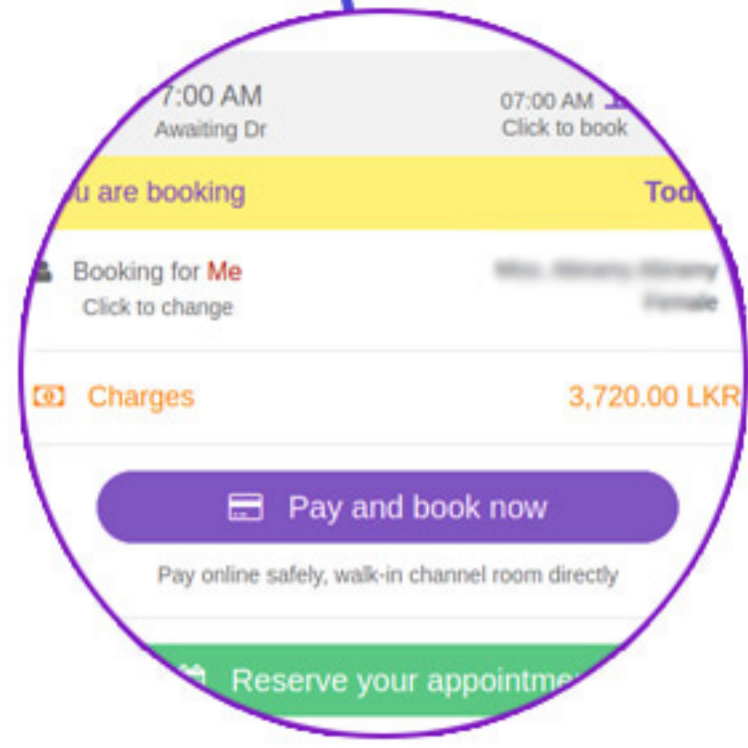 7:00 AM
Awaiting Dr
07:00 AM
Click to book
u are booking
Tod
Booking for Me
Click to change
Female
Charges
3,720.00 LKR
Pay and book now
Pay online safely, walk-in channel room directly
Reserve your appointme